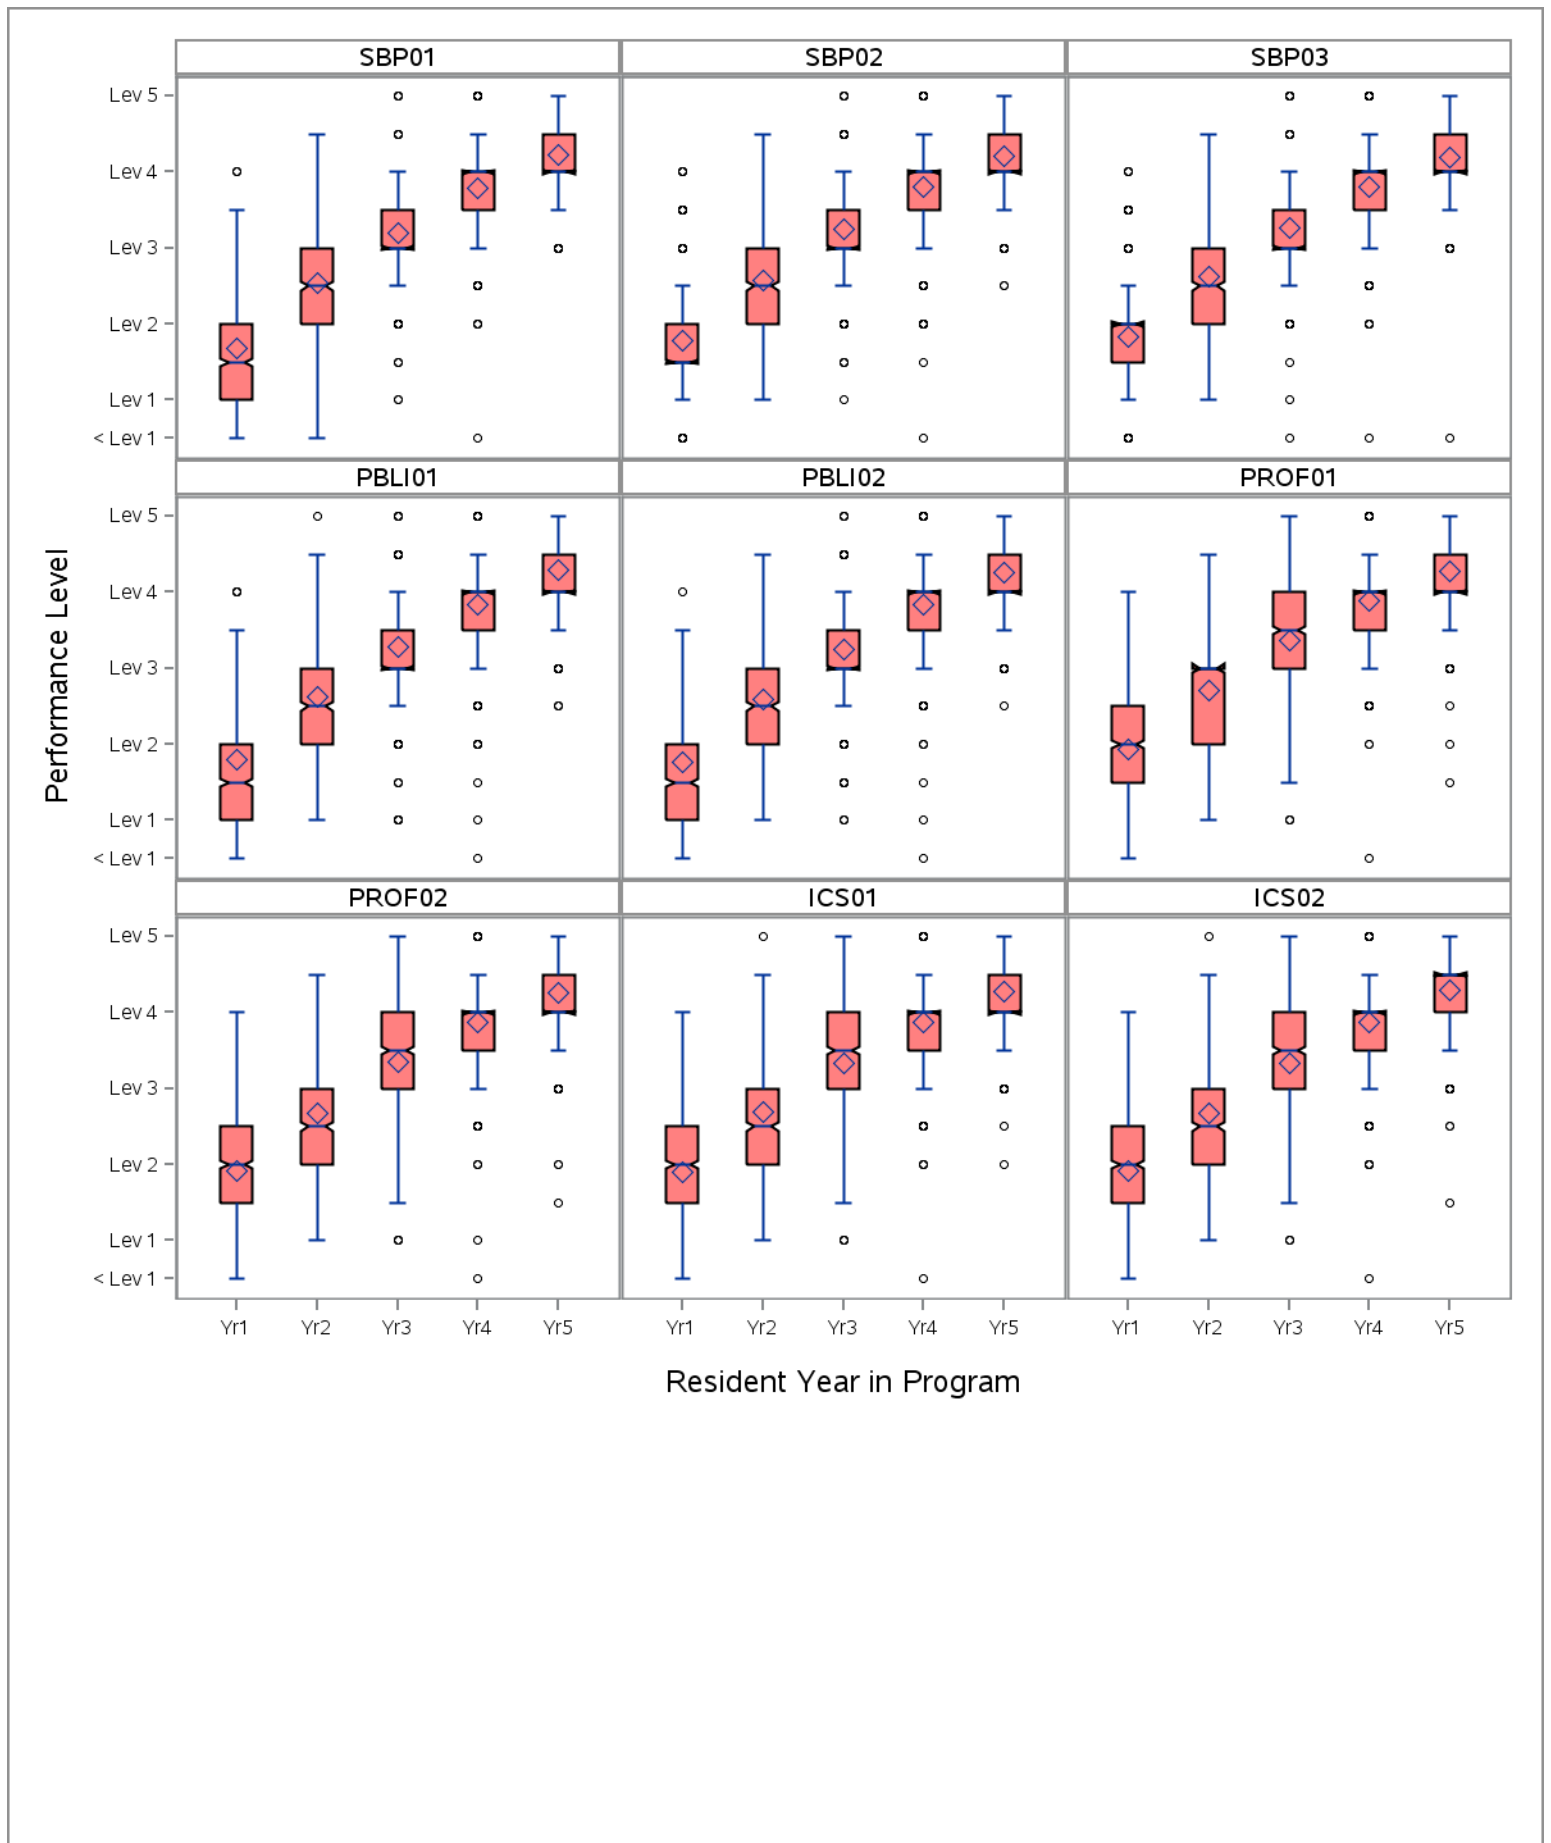 SBP01 SBP02 SBP03
Lev 5
Lev 4
Lev 3
Lev 2
Lev 1
< Lev 1
PBLI01 PBLI02 PROF01
Lev 5
Lev 4
Lev 3
Lev 2
Lev 1
< Lev 1
Performance Level
PROF02 ICS01 ICS02
Lev 5
Lev 4
Lev 3
Lev 2
Lev 1
< Lev 1
Yr1 Yr2 Yr3 Yr4 Yr5 Yr1 Yr2 Yr3 Yr4 Yr5 Yr1 Yr2 Yr3 Yr4 Yr5
Resident Year in Program